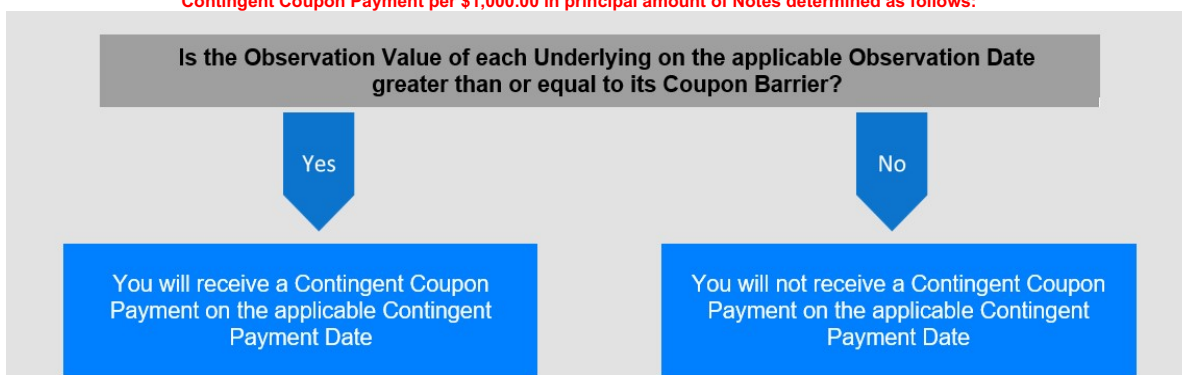 Contingent Coupon Payment per $1,000.00 in principal amount of Notes determined as follows:
Is the Observation Value of each Underlying on the applicable Observation Date
greater than or equal to its Coupon Barrier?
Yes
No
You will receive a Contingent Coupon
Payment on the applicable Contingent
Payment Date
You will not receive a Contingent Coupon
Payment on the applicable Contingent
Payment Date